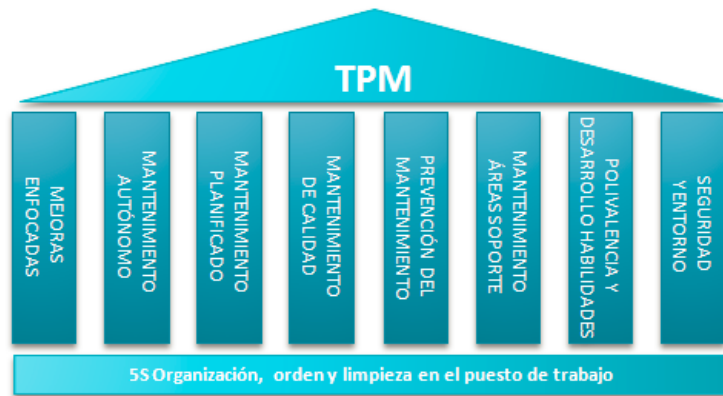 TPM
MEJORAS
ENFOCADAS
MANTENIMIENTO
AUTÓNOMO
MANTENIMIENTO
PLANIFICADO
MANTENIMIENTO
DE CALIDAD
PREVENCIÓN DEL
MANTENIMIENTO
MANTENIMIENTO
ÁREAS SOPORTE
POLIVALENCIA Y
DESARROLLO HABILIDADES
SEGURIDAD
Y ENTORNO
5S Organización, orden y limpieza en el puesto de trabajo